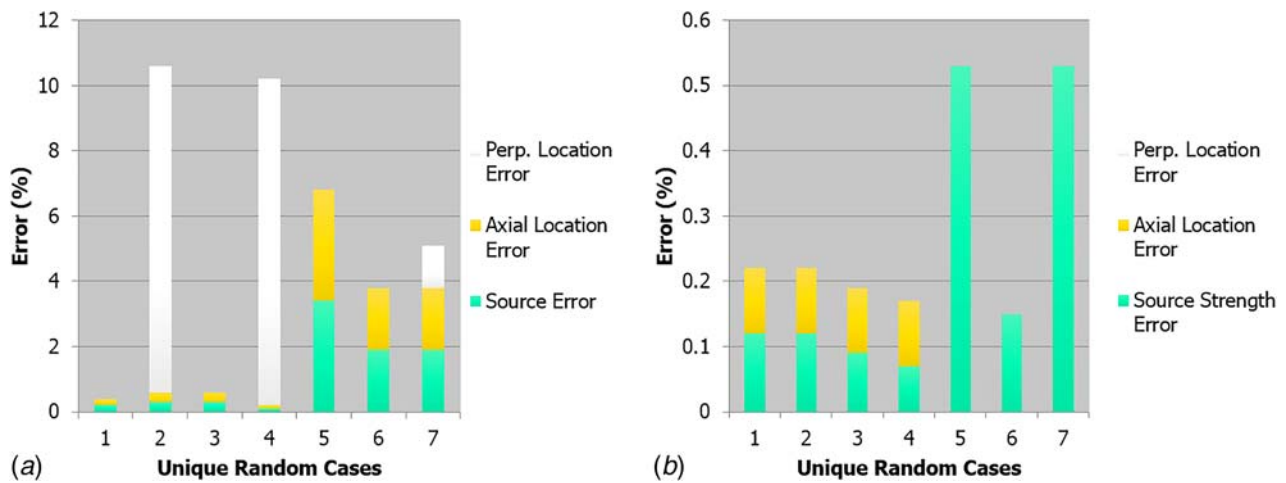 12
10
8
6
4
2
0
Error (%)
1 2 3 4 5 6 7
Unique Random Cases
Perp. Location
Error
Axial Location
Error
Source Error
(a)
0.6
0.5
0.4
0.3
0.2
0.1
0
Error (%)
1 2 3 4 5 6 7
Unique Random Cases
Perp. Location
Error
Axial Location
Error
Source Strength
Error
(b)